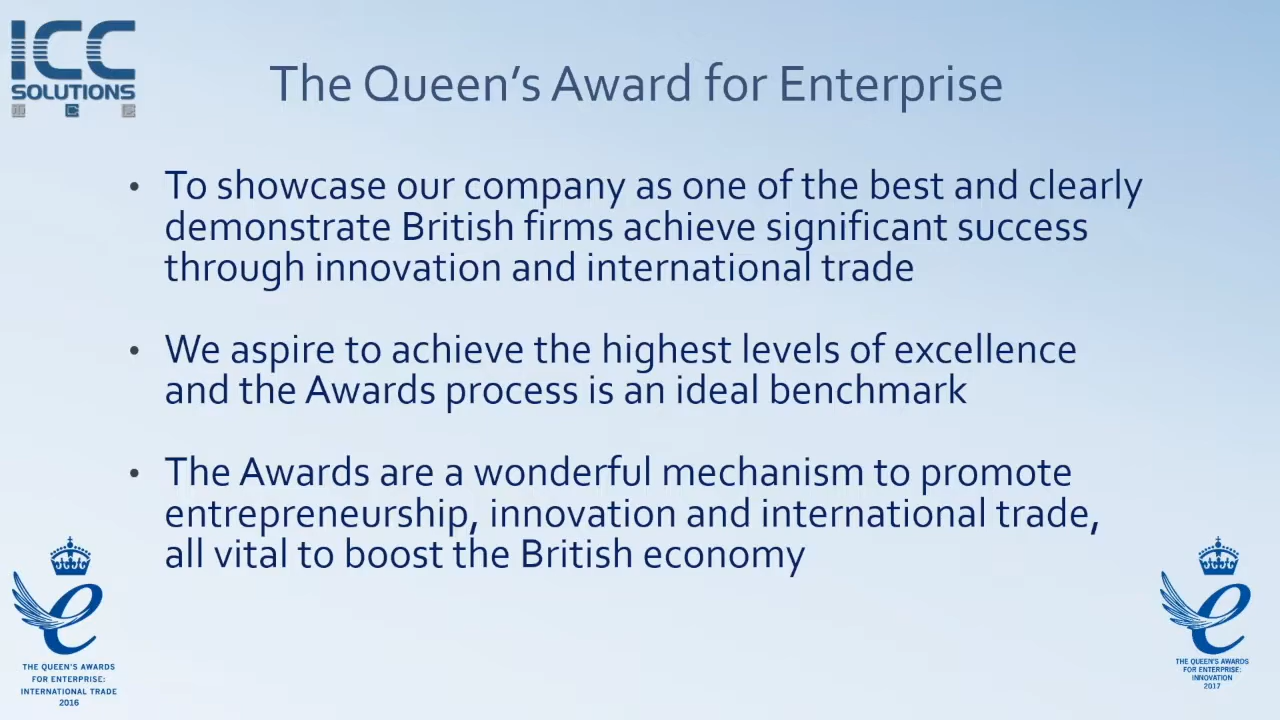 ICC
SOLUTIONS
The Queen's Award for Enterprise
• To showcase our company as one of the best and clearly
demonstrate British firms achieve significant success
through innovation and international trade
• We aspire to achieve the highest levels of excellence
and the Awards process is an ideal benchmark
• The Awards are a wonderful mechanism to promote
entrepreneurship, innovation and international trade,
all vital to boost the British economy
THE QUEEN'S AWARDS
FOR ENTERPRISE:
INTERNATIONAL TRADE
2016
THE QUEEN'S AWARDS
FOR ENTERPRISE:
INNOVATION
2017